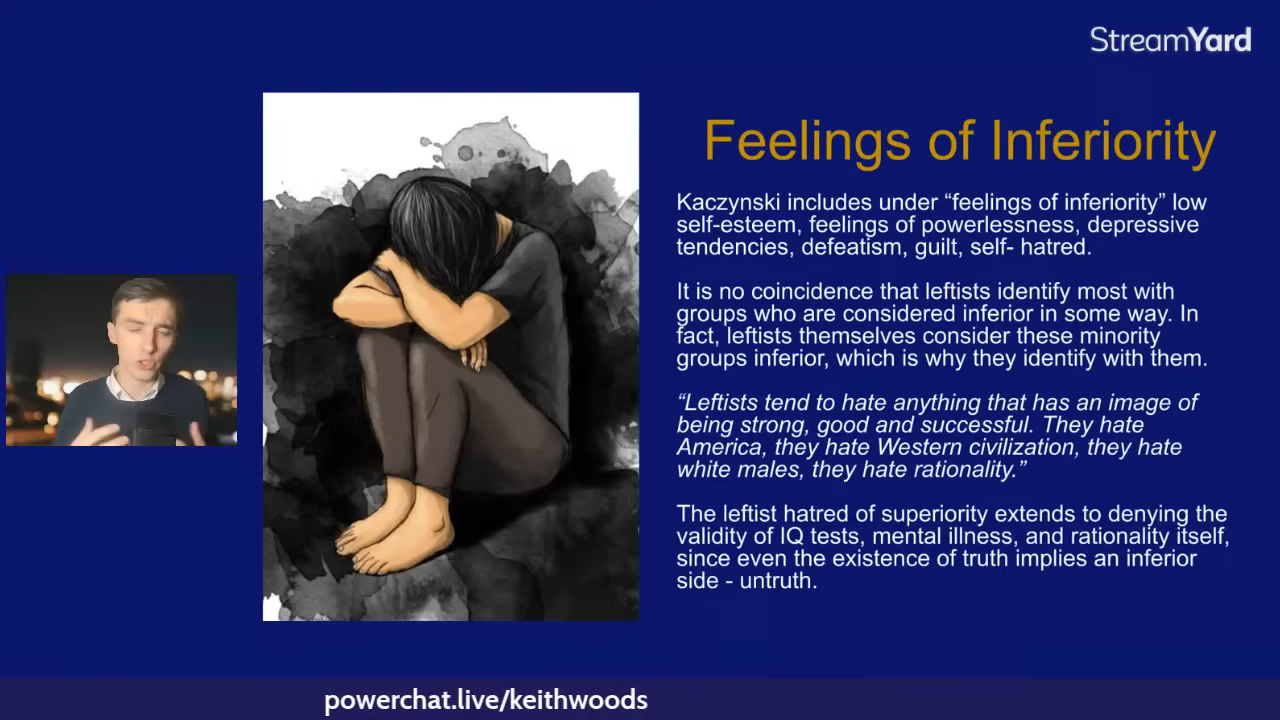 StreamYard
Feelings of Inferiority
Kaczynski includes under “feelings of inferiority” low
self-esteem, feelings of powerlessness, depressive
tendencies, defeatism, guilt, self- hatred.
It is no coincidence that leftists identify most with
groups who are considered inferior in some way. In
fact, leftists themselves consider these minority
groups inferior, which is why they identify with them.
“Leftists tend to hate anything that has an image of
being strong, good and successful. They hate
America, they hate Western civilization, they hate
white males, they hate rationality.”
The leftist hatred of superiority extends to denying the
validity of IQ tests, mental illness, and rationality itself,
since even the existence of truth implies an inferior
side - untruth.
powerchat.live/keithwoods